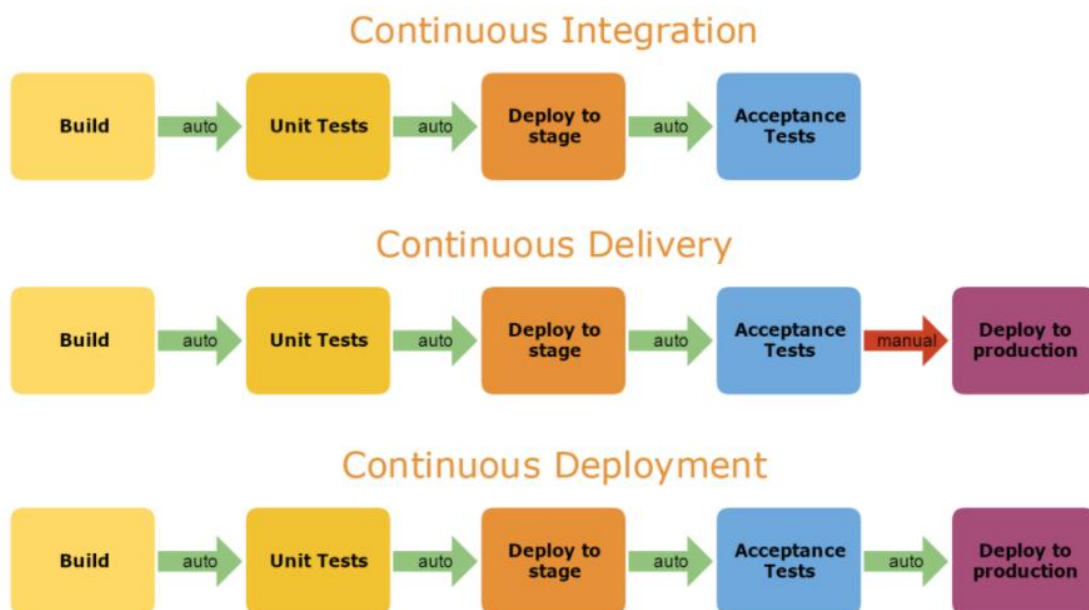 Continuous Integration
Build
auto
Unit Tests
auto
Deploy to
stage
auto
Acceptance
Tests
Continuous Delivery
Build
auto
Unit Tests
auto
Deploy to
stage
auto
Acceptance
Tests
manual
Deploy to
production
Continuous Deployment
Build
auto
Unit Tests
auto
Deploy to
stage
auto
Acceptance
Tests
auto
Deploy to
production